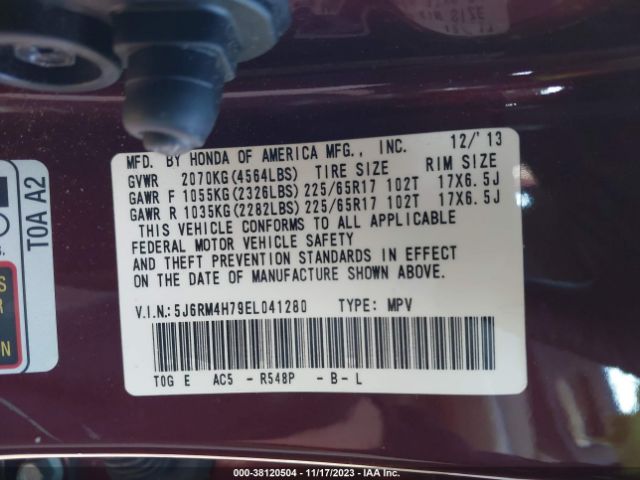 MFD. BY HONDA OF AMERICA MFG., INC. 12/'13
GVWR 2070KG(4564LBS) TIRE SIZE RIM SIZE
GAWR F 1055KG(2326LBS) 225/65R17 102T 17X6.5J
GAWR R 1035KG(2282LBS) 225/65R17 102T 17X6.5J
THIS VEHICLE CONFORMS TO ALL APPLICABLE
FEDERAL MOTOR VEHICLE SAFETY
AND THEFT PREVENTION STANDARDS IN EFFECT
ON THE DATE OF MANUFACTURE SHOWN ABOVE.
V.I.N.:5J6RM4H79EL041280 TYPE: MPV
T0G E AC5 - R548P - B - L
T0A A2
000-38120504 - 11/17/2023 - IAA Inc.